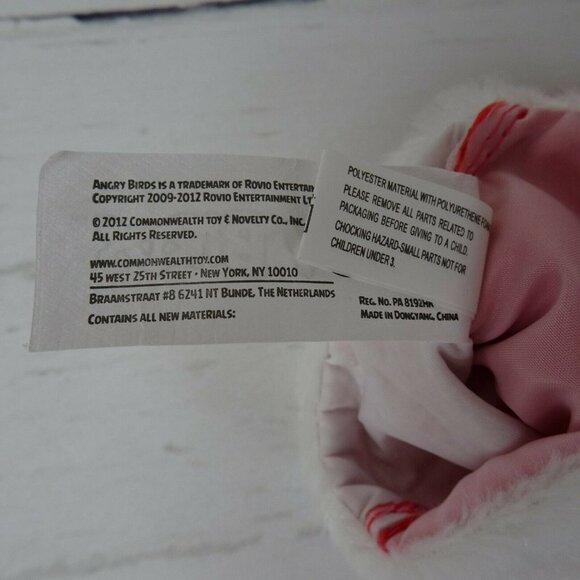 ANGRY BIRDS IS A TRADEMARK OF ROVIO
COPYRIGHT 2009-2012 ROVIO ENTERTAINMENT
© 2012 COMMONWEALTH TOY & NOVELTY CO., INC.
ALL RIGHTS RESERVED.
WWW.COMMONWEALTHTOY.COM
45 WEST 25TH STREET • NEW YORK, NY 10010
BRAAMSTRAAT #8 6241 NT BUNDE, THE NETHERLANDS
CONTAINS ALL NEW MATERIALS:
POLYESTER MATERIAL WITH POLYURETHENE
PLEASE REMOVE ALL PARTS RELATED TO
PACKAGING BEFORE GIVING TO A CHILD.
CHOCKING HAZARD-SMALL PARTS NOT FOR
CHILDREN UNDER 3.
REG. NO. PA 8192HK
MADE IN DONGYANG, CHINA